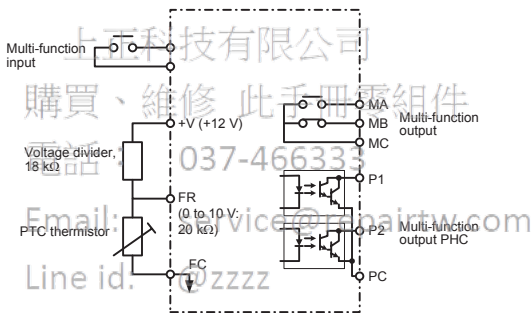 上正科技有限公司
Multi-function
input
購買、維修 此手冊零組件
+V (+12 V)
MA
MB
MC
Multi-function
output
Voltage divider,
18 kΩ
電話： 037-466333
P1
FR
(0 to 10 V:
20 kΩ)
Email: service@repairtw.com
PTC thermistor
P2
Multi-function
output PHC
FC
PC
Line id: @zzzz